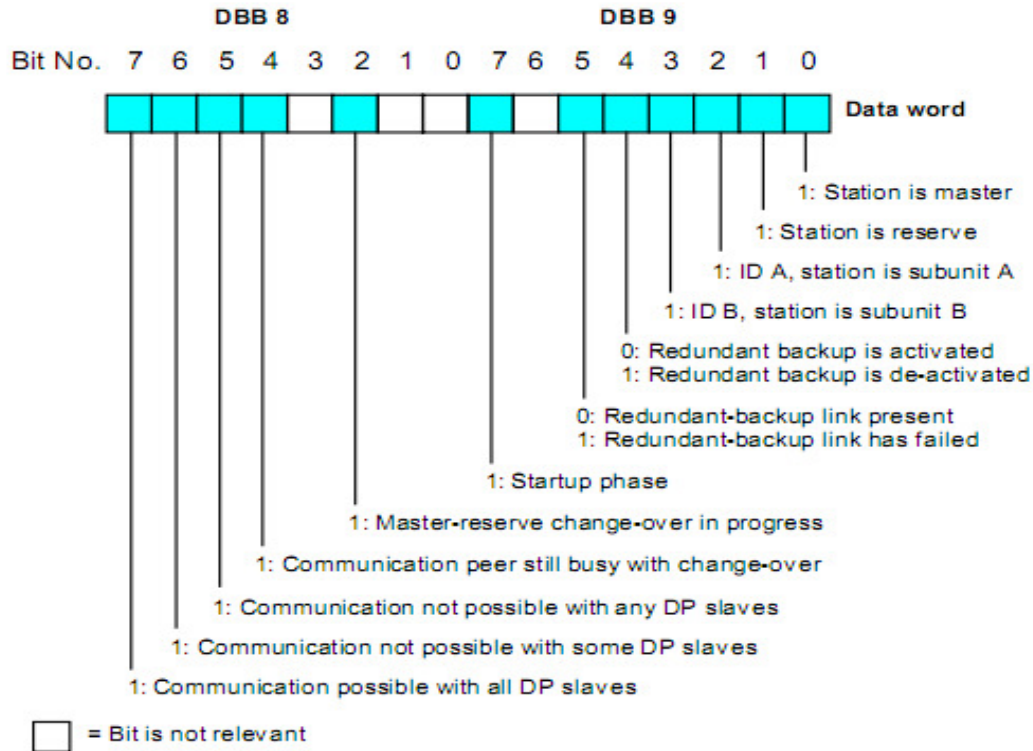 DBB 8 DBB 9
Bit No. 7 6 5 4 3 2 1 0 7 6 5 4 3 2 1 0
Data word
1: Station is master
1: Station is reserve
1: ID A, station is subunit A
1: ID B, station is subunit B
0: Redundant backup is activated
1: Redundant backup is de-activated
0: Redundant-backup link present
1: Redundant-backup link has failed
1: Startup phase
1: Master-reserve change-over in progress
1: Communication peer still busy with change-over
1: Communication not possible with any DP slaves
1: Communication not possible with some DP slaves
1: Communication possible with all DP slaves
= Bit is not relevant